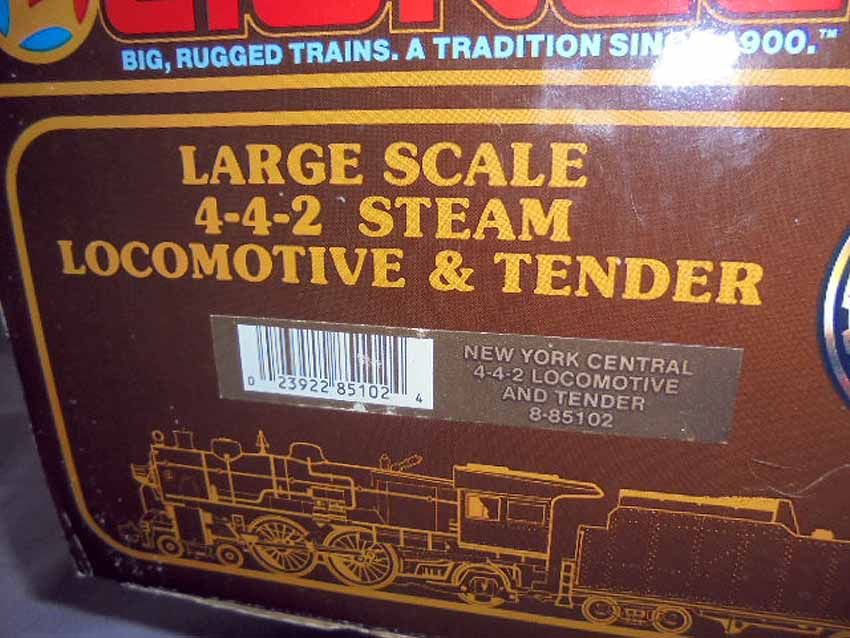 BIG, RUGGED TRAINS. A TRADITION 900.™
LARGE SCALE
4-4-2 STEAM
LOCOMOTIVE & TENDER
0 23922 85102 4
NEW YORK CENTRAL
4-4-2 LOCOMOTIVE
AND TENDER
8-85102